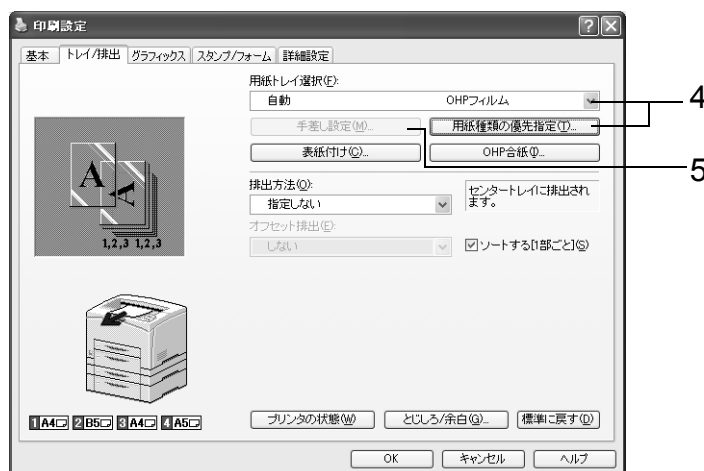 印刷設定
基本 トレイ/排出 グラフィックス スタンプ/フォーム 詳細設定
用紙トレイ選択(F):
自動 OHPフィルム
手差し設定(M)... 用紙種類の優先指定(T)...
表紙付け(C)... OHP合紙(I)...
4
5
排出方法(O):
指定しない
センタートレイに排出され
ます。
オフセット排出(E):
しない
ソートする[1部ごと](S)
A A
1,2,3 1,2,3
1 A4 2 B5 3 A4 4 A5
プリンタの状態(W) とじしろ/余白(G)... 標準に戻す(D)
OK キャンセル ヘルプ